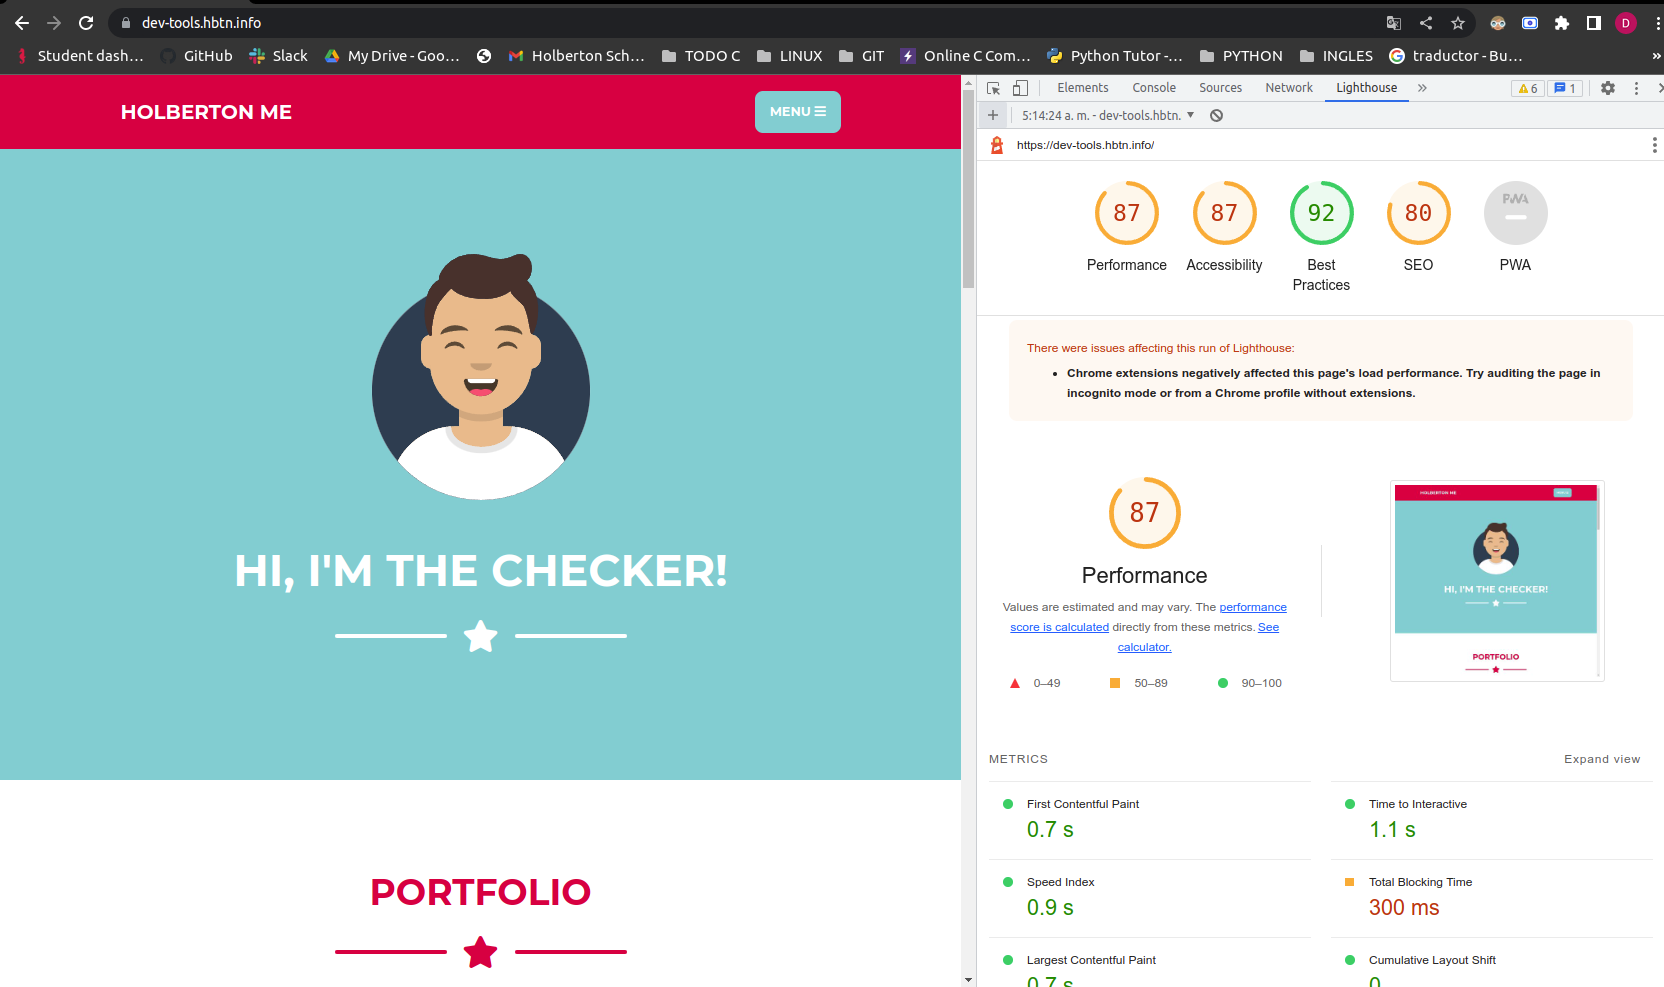 dev-tools.hbtn.info
D
Student dash...
GitHub
Slack
My Drive - Goo...
Holberton Sch...
TODO C
LINUX
GIT
Online C Com...
Python Tutor -...
PYTHON
INGLES
traductor - Bu...
»
HOLBERTON ME
MENU
HI, I'M THE CHECKER!
PORTFOLIO
Elements
Console
Sources
Network
Lighthouse
»
6
1
5:14:24 a. m. - dev-tools.hbtn.
https://dev-tools.hbtn.info/
87
87
92
80
PWA
Performance
Accessibility
Best
Practices
SEO
PWA
There were issues affecting this run of Lighthouse:
• Chrome extensions negatively affected this page's load performance. Try auditing the page in
incognito mode or from a Chrome profile without extensions.
87
Performance
Values are estimated and may vary. The performance
score is calculated directly from these metrics. See
calculator.
0–49
50–89
90–100
HOLBERTON ME
HI, I'M THE CHECKER!
PORTFOLIO
METRICS
Expand view
First Contentful Paint
0.7 s
Time to Interactive
1.1 s
Speed Index
0.9 s
Total Blocking Time
300 ms
Largest Contentful Paint
0.7 s
Cumulative Layout Shift
0